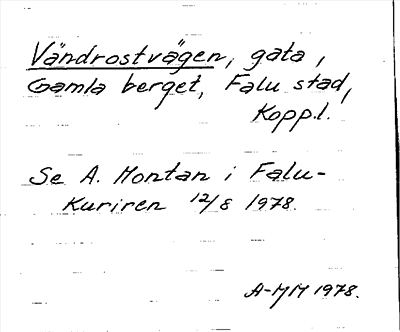 Vändrostvägen, gata,
Gamla berget, Falu stad,
Kopp.l.
Se A. Montan i Falu-
Kuriren 12/8 1978.
A-MM 1978.